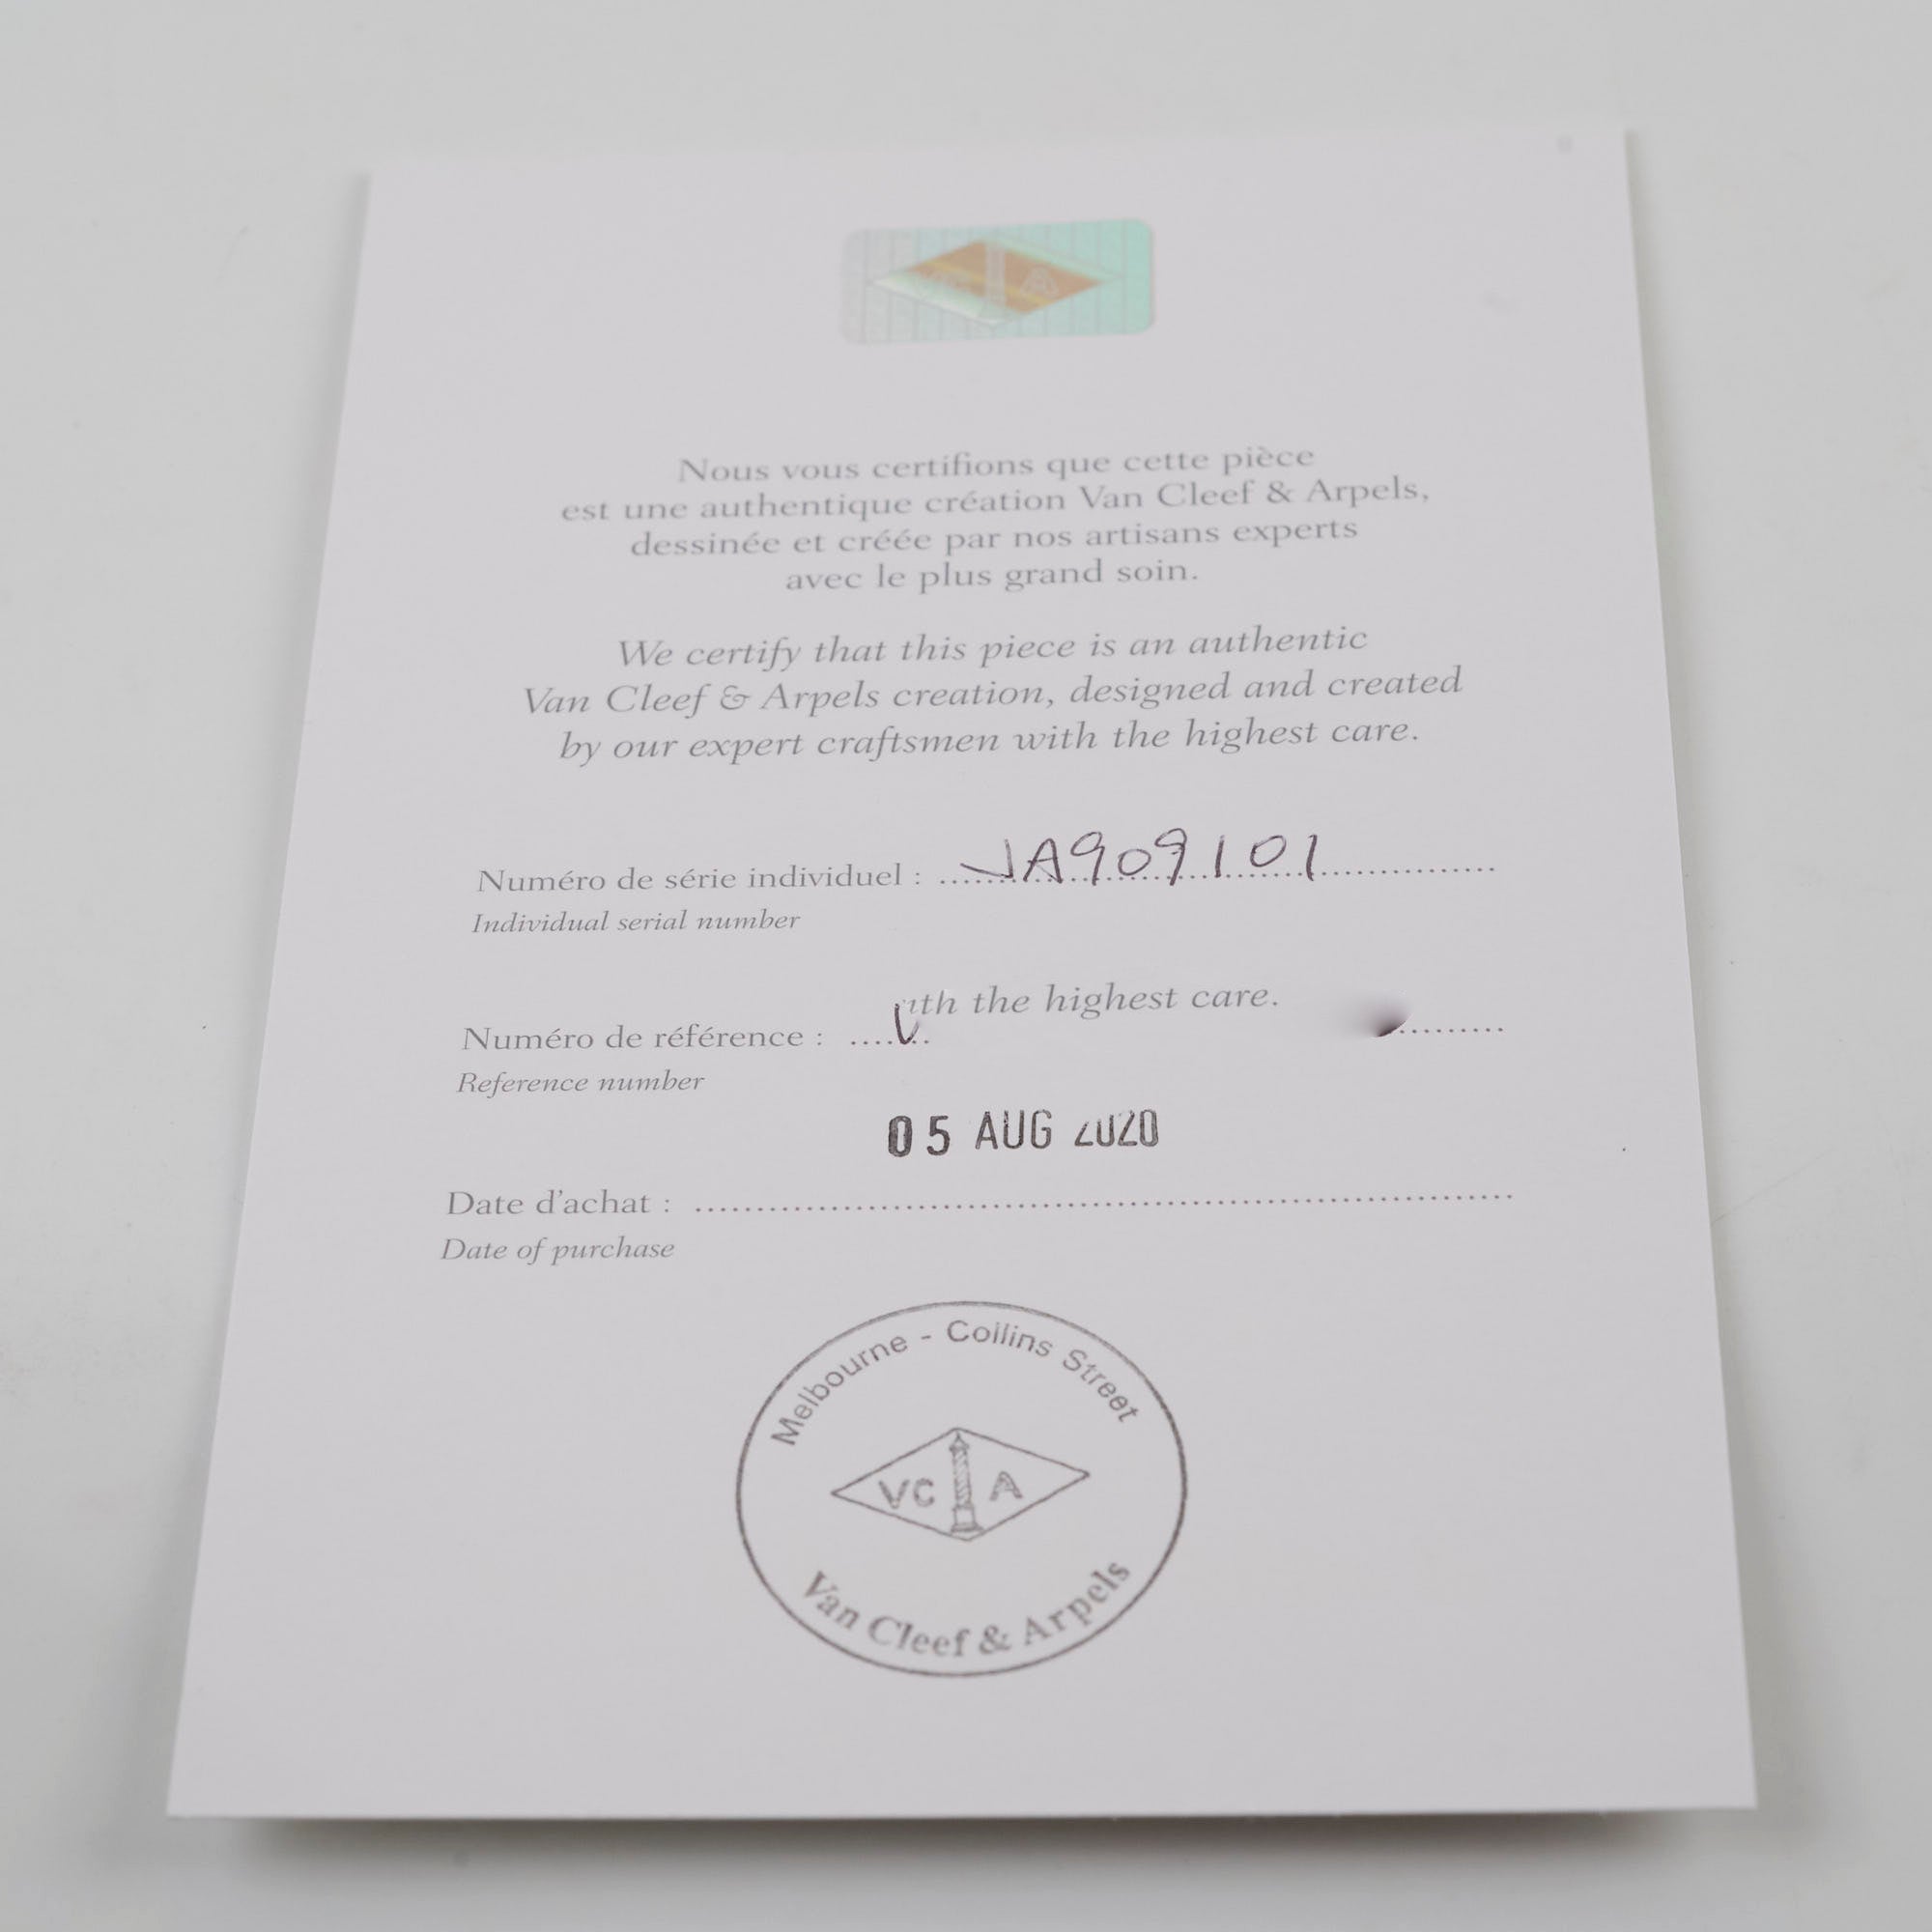 Nous vous certifions que cette pièce
est une authentique création Van Cleef & Arpels,
dessinée et créée par nos artisans experts
avec le plus grand soin.
We certify that this piece is an authentic
Van Cleef & Arpels creation, designed and created
by our expert craftsmen with the highest care.
Numéro de série individuel : JA909101
Individual serial number
the highest care.
Numéro de référence :
Reference number
05 AUG 2020
Date d'achat :
Date of purchase
Melbourne - Collins Street
VC A
Van Cleef & Arpels